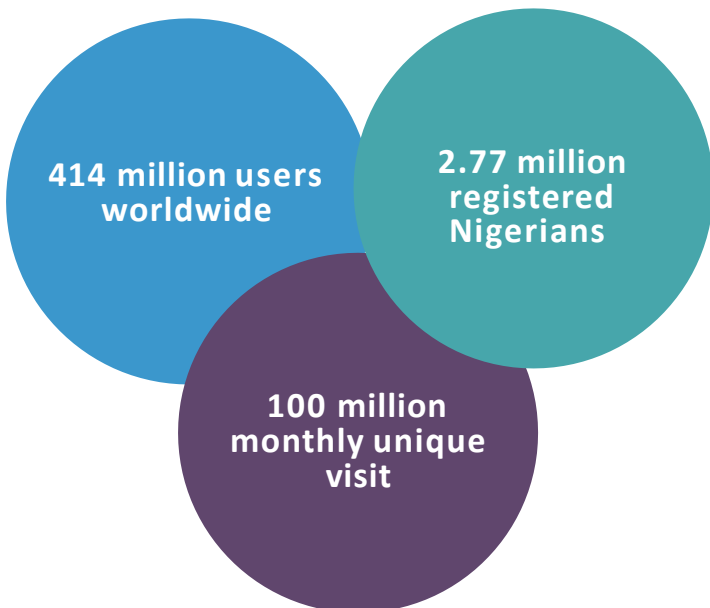 414 million users
worldwide
2.77 million
registered
Nigerians
100 million
monthly unique
visit